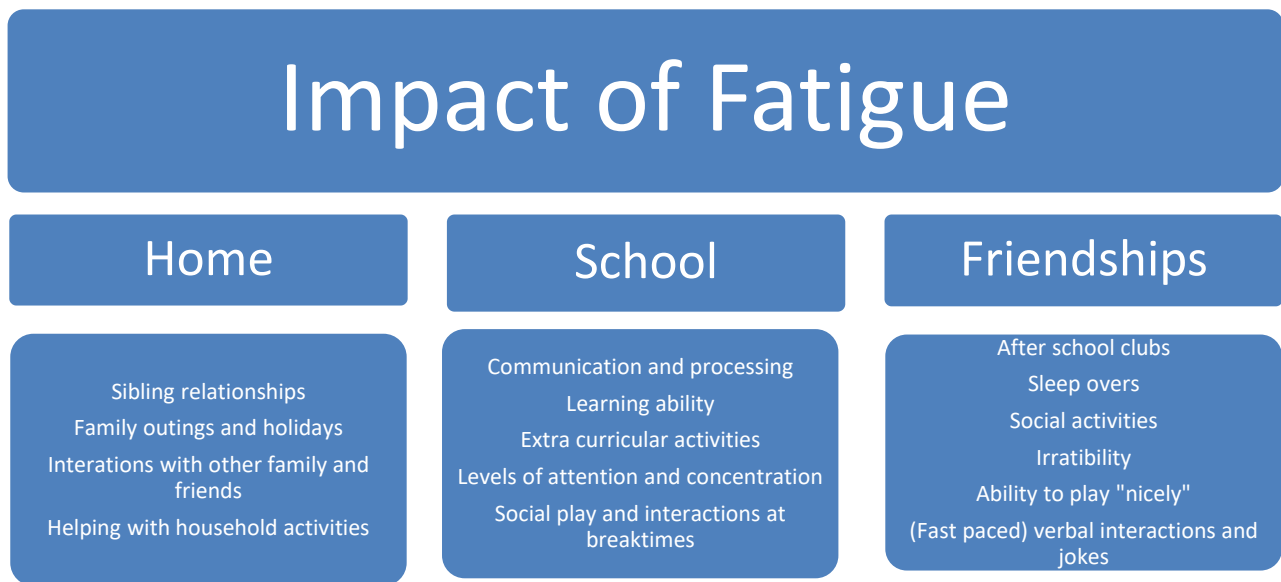 Impact of Fatigue
Home
Sibling relationships
Family outings and holidays
Interations with other family and
friends
Helping with household activities
School
Communication and processing
Learning ability
Extra curricular activities
Levels of attention and concentration
Social play and interactions at
breaktimes
Friendships
After school clubs
Sleep overs
Social activities
Irratibility
Ability to play "nicely"
(Fast paced) verbal interactions and
jokes